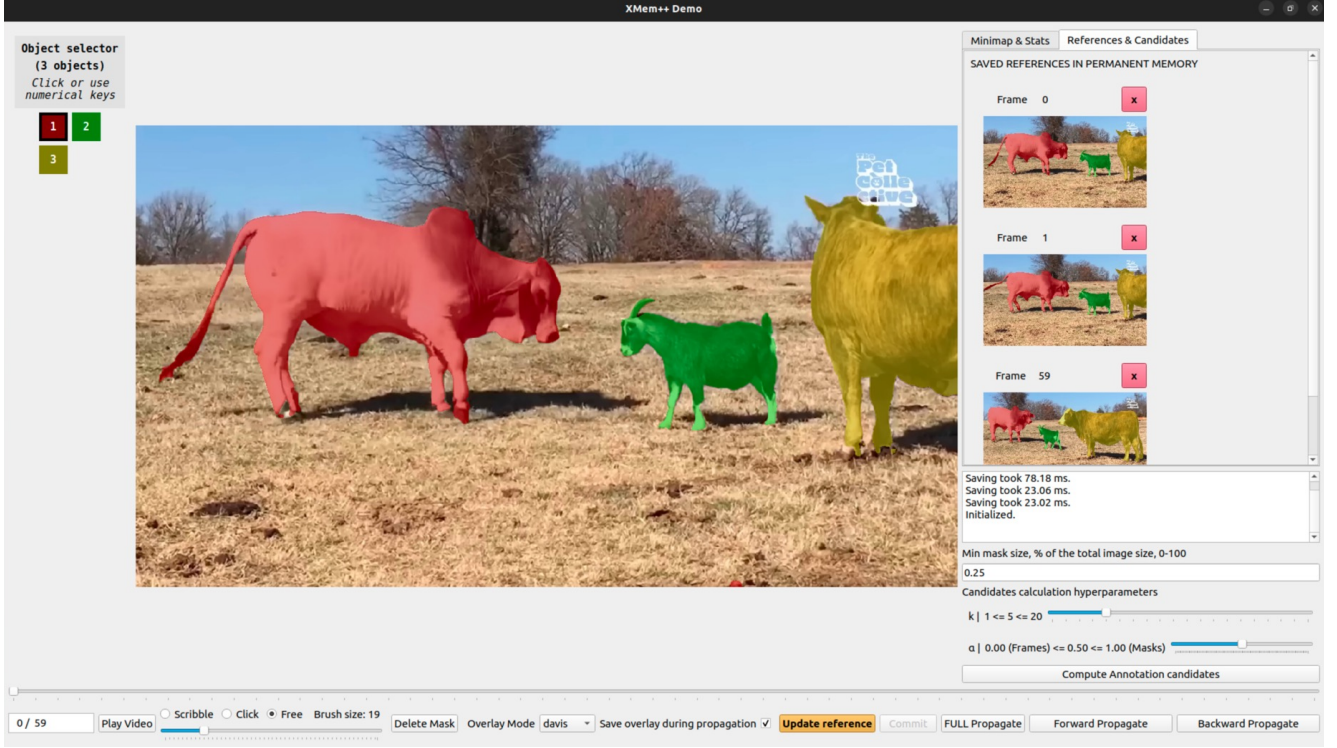 XMem++ Demo
Object selector
(3 objects)
Click or use
numerical keys
1
2
3
The
Pet
Colle
ctive
Minimap & Stats
References & Candidates
SAVED REFERENCES IN PERMANENT MEMORY
Frame 0
x
Frame 1
x
Frame 59
x
Saving took 78.18 ms.
Saving took 23.06 ms.
Saving took 23.02 ms.
Initialized.
Min mask size, % of the total image size, 0-100
0.25
Candidates calculation hyperparameters
k | 1 <= 5 <= 20
α | 0.00 (Frames) <= 0.50 <= 1.00 (Masks)
Compute Annotation candidates
0 / 59
Play Video
Scribble
Click
Free
Brush size: 19
Delete Mask
Overlay Mode
davis
Save overlay during propagation
Update reference
Commit
FULL Propagate
Forward Propagate
Backward Propagate